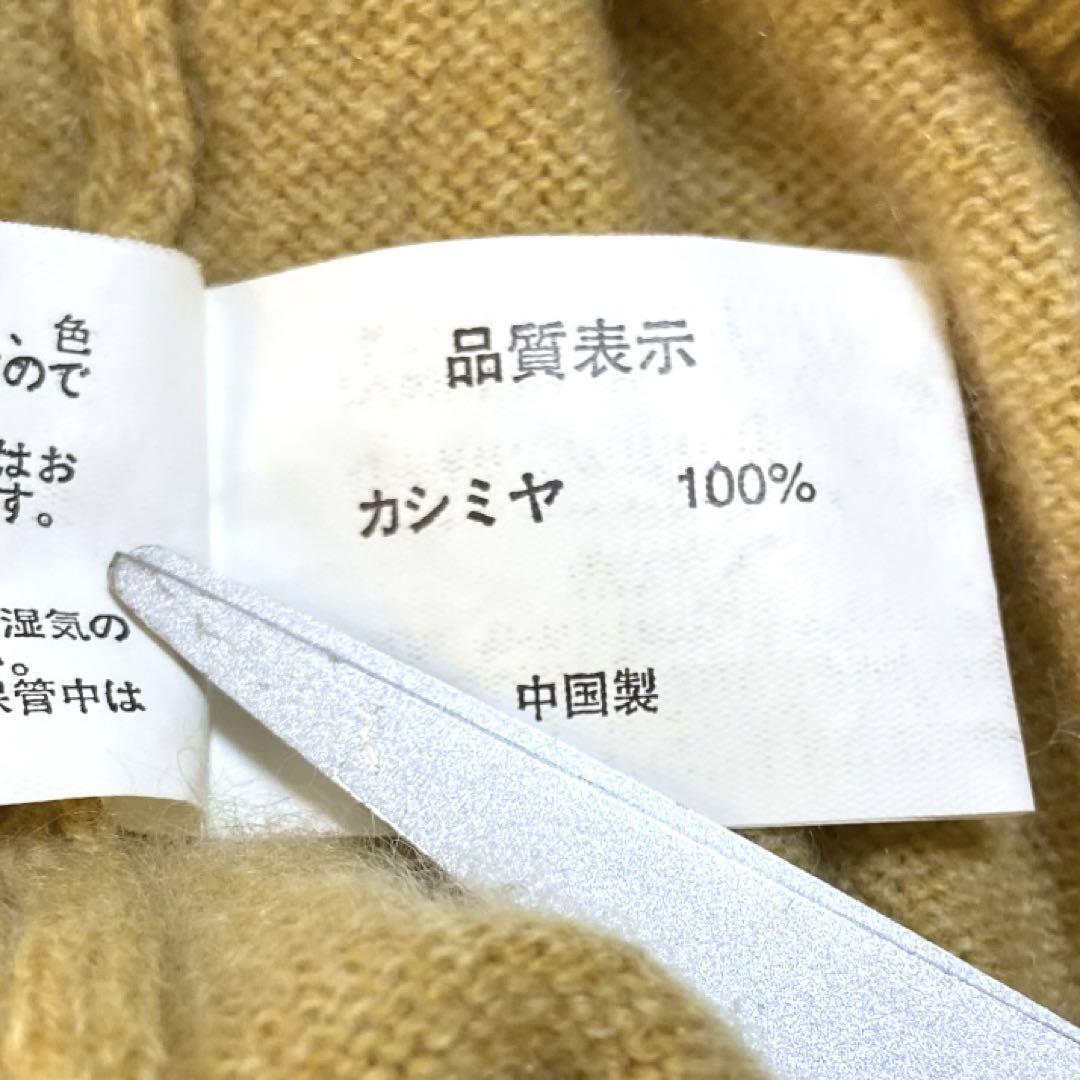 、色
ので
はお
す。
湿気の
。
保管中は
品質表示
カシミヤ 100%
中国製